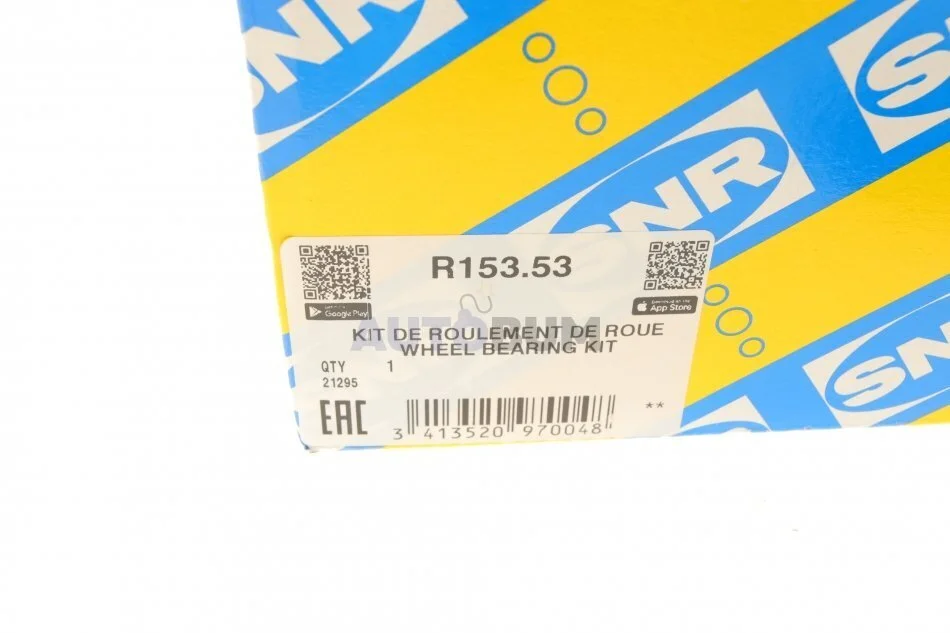 SNR
SNR
R153.53
Google Play
App Store
AUTORUM
KIT DE ROULEMENT DE ROUE
WHEEL BEARING KIT
SNR
QTY 1
21295
EAC
**
3 413520 970048